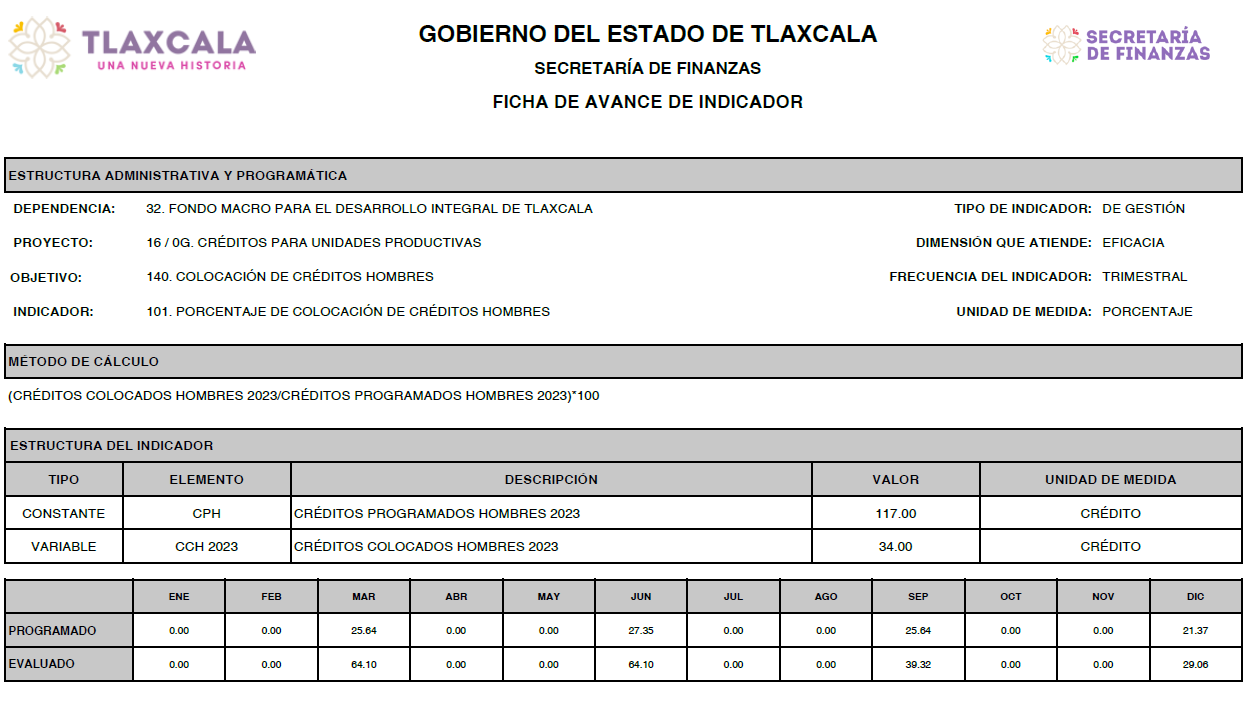 TLAXCALA
UNA NUEVA HISTORIA
GOBIERNO DEL ESTADO DE TLAXCALA
SECRETARÍA DE FINANZAS
FICHA DE AVANCE DE INDICADOR
SECRETARÍA
DE FINANZAS
ESTRUCTURA ADMINISTRATIVA Y PROGRAMÁTICA
DEPENDENCIA: 32. FONDO MACRO PARA EL DESARROLLO INTEGRAL DE TLAXCALA TIPO DE INDICADOR: DE GESTIÓN
PROYECTO: 16 / 0G. CRÉDITOS PARA UNIDADES PRODUCTIVAS DIMENSIÓN QUE ATIENDE: EFICACIA
OBJETIVO: 140. COLOCACIÓN DE CRÉDITOS HOMBRES FRECUENCIA DEL INDICADOR: TRIMESTRAL
INDICADOR: 101. PORCENTAJE DE COLOCACIÓN DE CRÉDITOS HOMBRES UNIDAD DE MEDIDA: PORCENTAJE
MÉTODO DE CÁLCULO
(CRÉDITOS COLOCADOS HOMBRES 2023/CRÉDITOS PROGRAMADOS HOMBRES 2023)*100
ESTRUCTURA DEL INDICADOR
TIPO ELEMENTO DESCRIPCIÓN VALOR UNIDAD DE MEDIDA
CONSTANTE CPH CRÉDITOS PROGRAMADOS HOMBRES 2023 117.00 CRÉDITO
VARIABLE CCH 2023 CRÉDITOS COLOCADOS HOMBRES 2023 34.00 CRÉDITO
ENE FEB MAR ABR MAY JUN JUL AGO SEP OCT NOV DIC
PROGRAMADO 0.00 0.00 25.64 0.00 0.00 27.35 0.00 0.00 25.64 0.00 0.00 21.37
EVALUADO 0.00 0.00 64.10 0.00 0.00 64.10 0.00 0.00 39.32 0.00 0.00 29.06